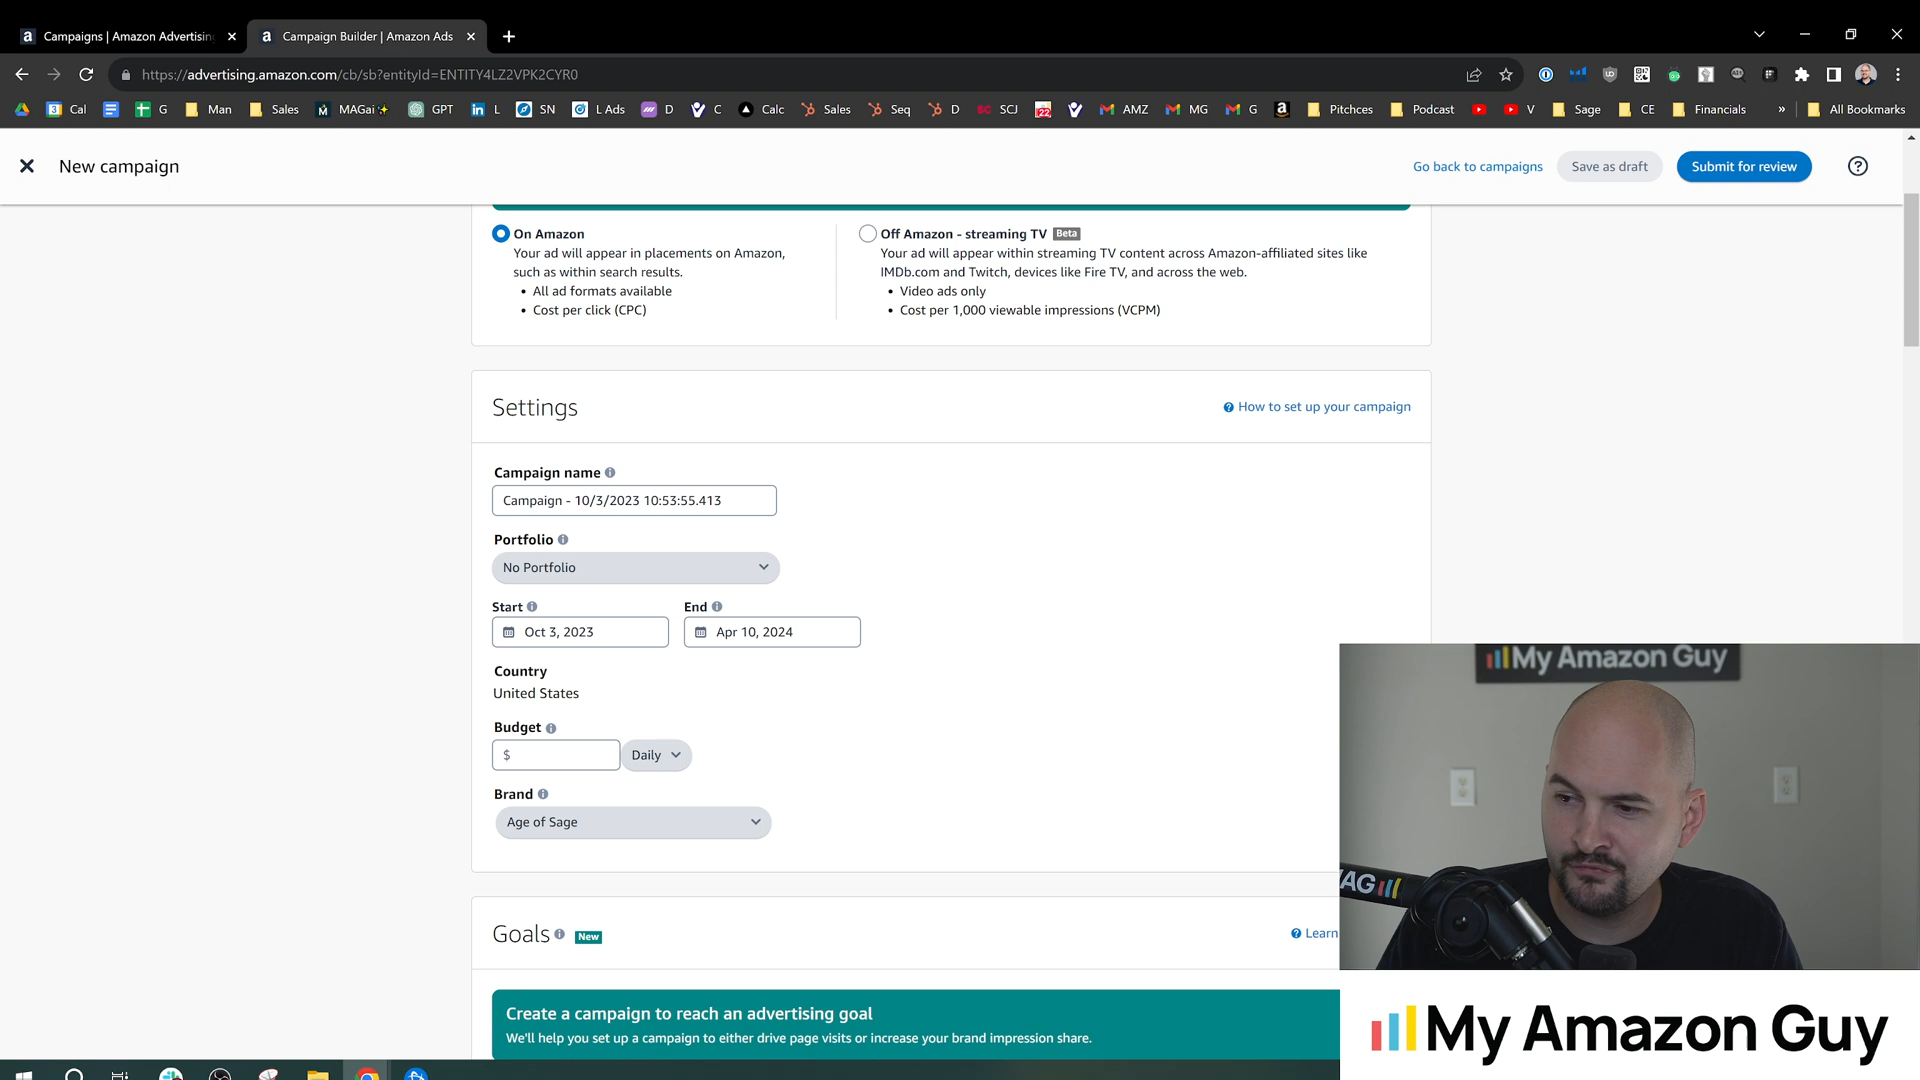 Campaigns | Amazon Advertisin
Campaign Builder | Amazon Ads
https://advertising.amazon.com/cb/sb?entityId=ENTITY4LZ2VPK2CYR0
Cal G Man Sales MAGai GPT L SN L Ads D C Calc Sales Seq D SCJ AMZ MG G Pitchces Podcast V Sage CE Financials » All Bookmarks
New campaign
Go back to campaigns
Save as draft
Submit for review
On Amazon
Your ad will appear in placements on Amazon,
such as within search results.
• All ad formats available
• Cost per click (CPC)
Off Amazon - streaming TV Beta
Your ad will appear within streaming TV content across Amazon-affiliated sites like
IMDb.com and Twitch, devices like Fire TV, and across the web.
• Video ads only
• Cost per 1,000 viewable impressions (VCPM)
Settings
How to set up your campaign
Campaign name
Campaign - 10/3/2023 10:53:55.413
Portfolio
No Portfolio
Start
End
Oct 3, 2023
Apr 10, 2024
Country
United States
Budget
$
Daily
Brand
Age of Sage
Goals New
Learn
Create a campaign to reach an advertising goal
We'll help you set up a campaign to either drive page visits or increase your brand impression share.
My Amazon Guy
AG
My Amazon Guy